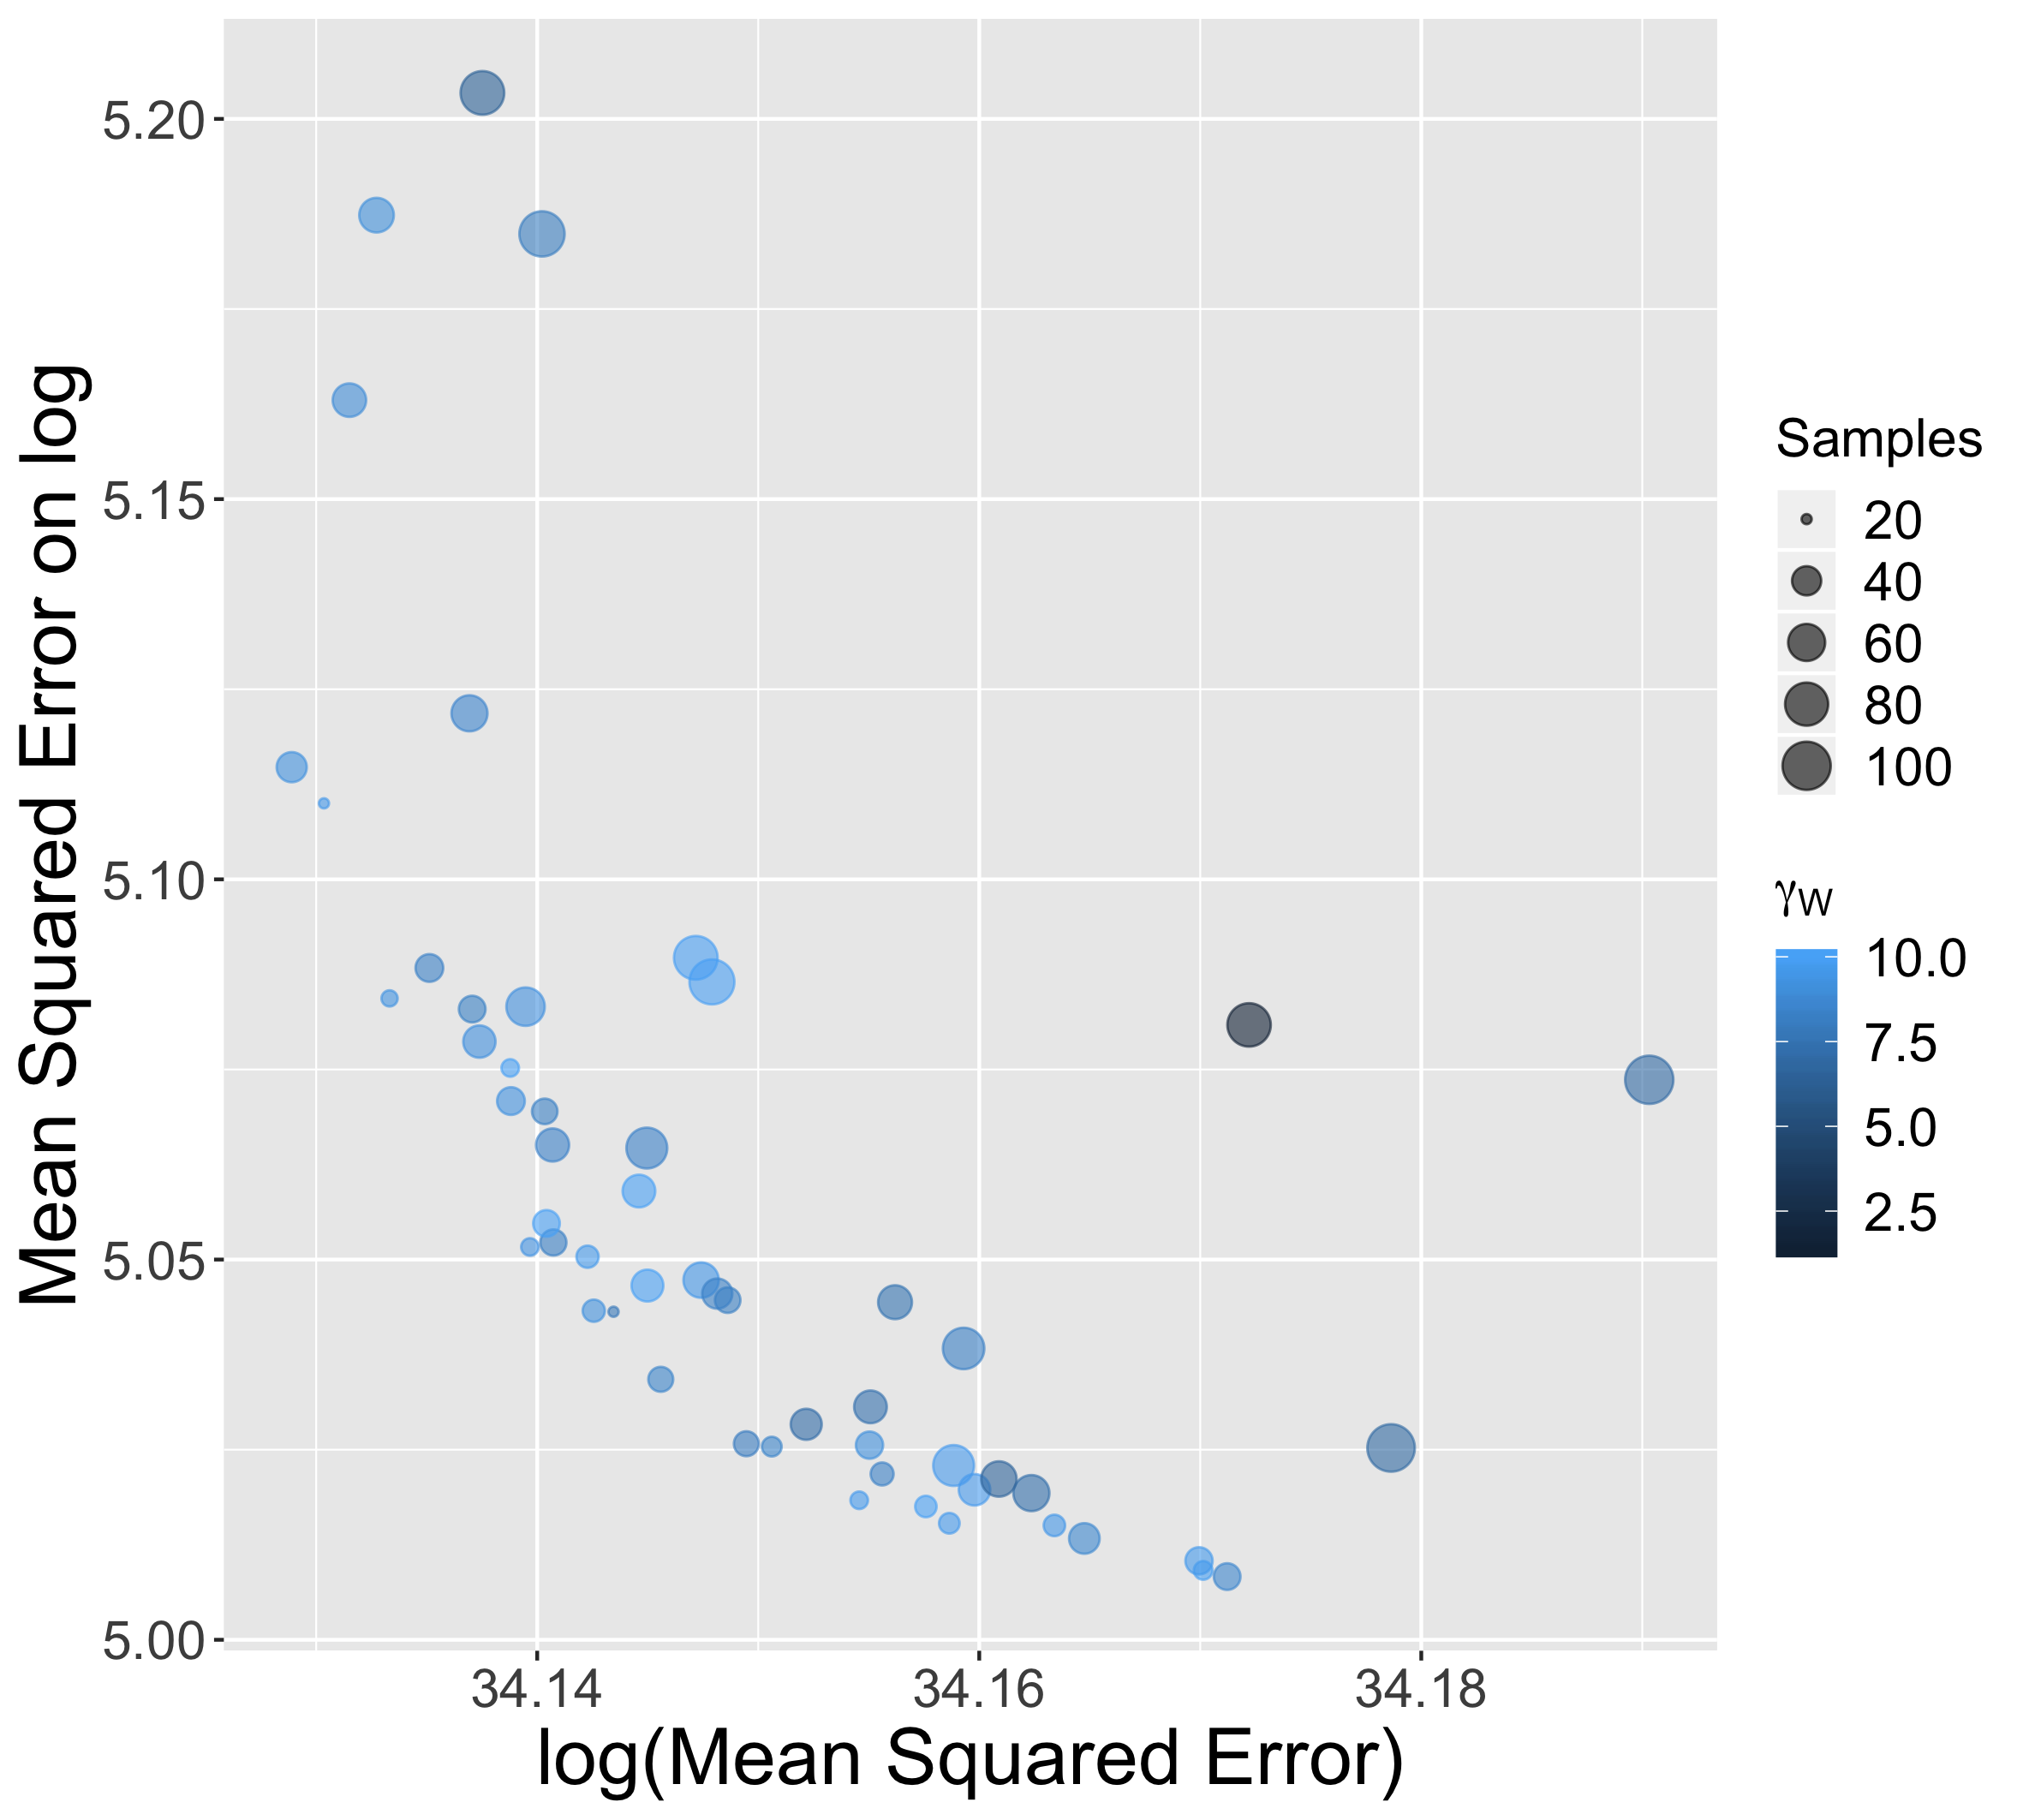 Mean Squared Error on log
5.20
5.15
5.10
5.05
5.00
34.14 34.16 34.18
log(Mean Squared Error)
Samples
20
40
60
80
100
γw
10.0
7.5
5.0
2.5